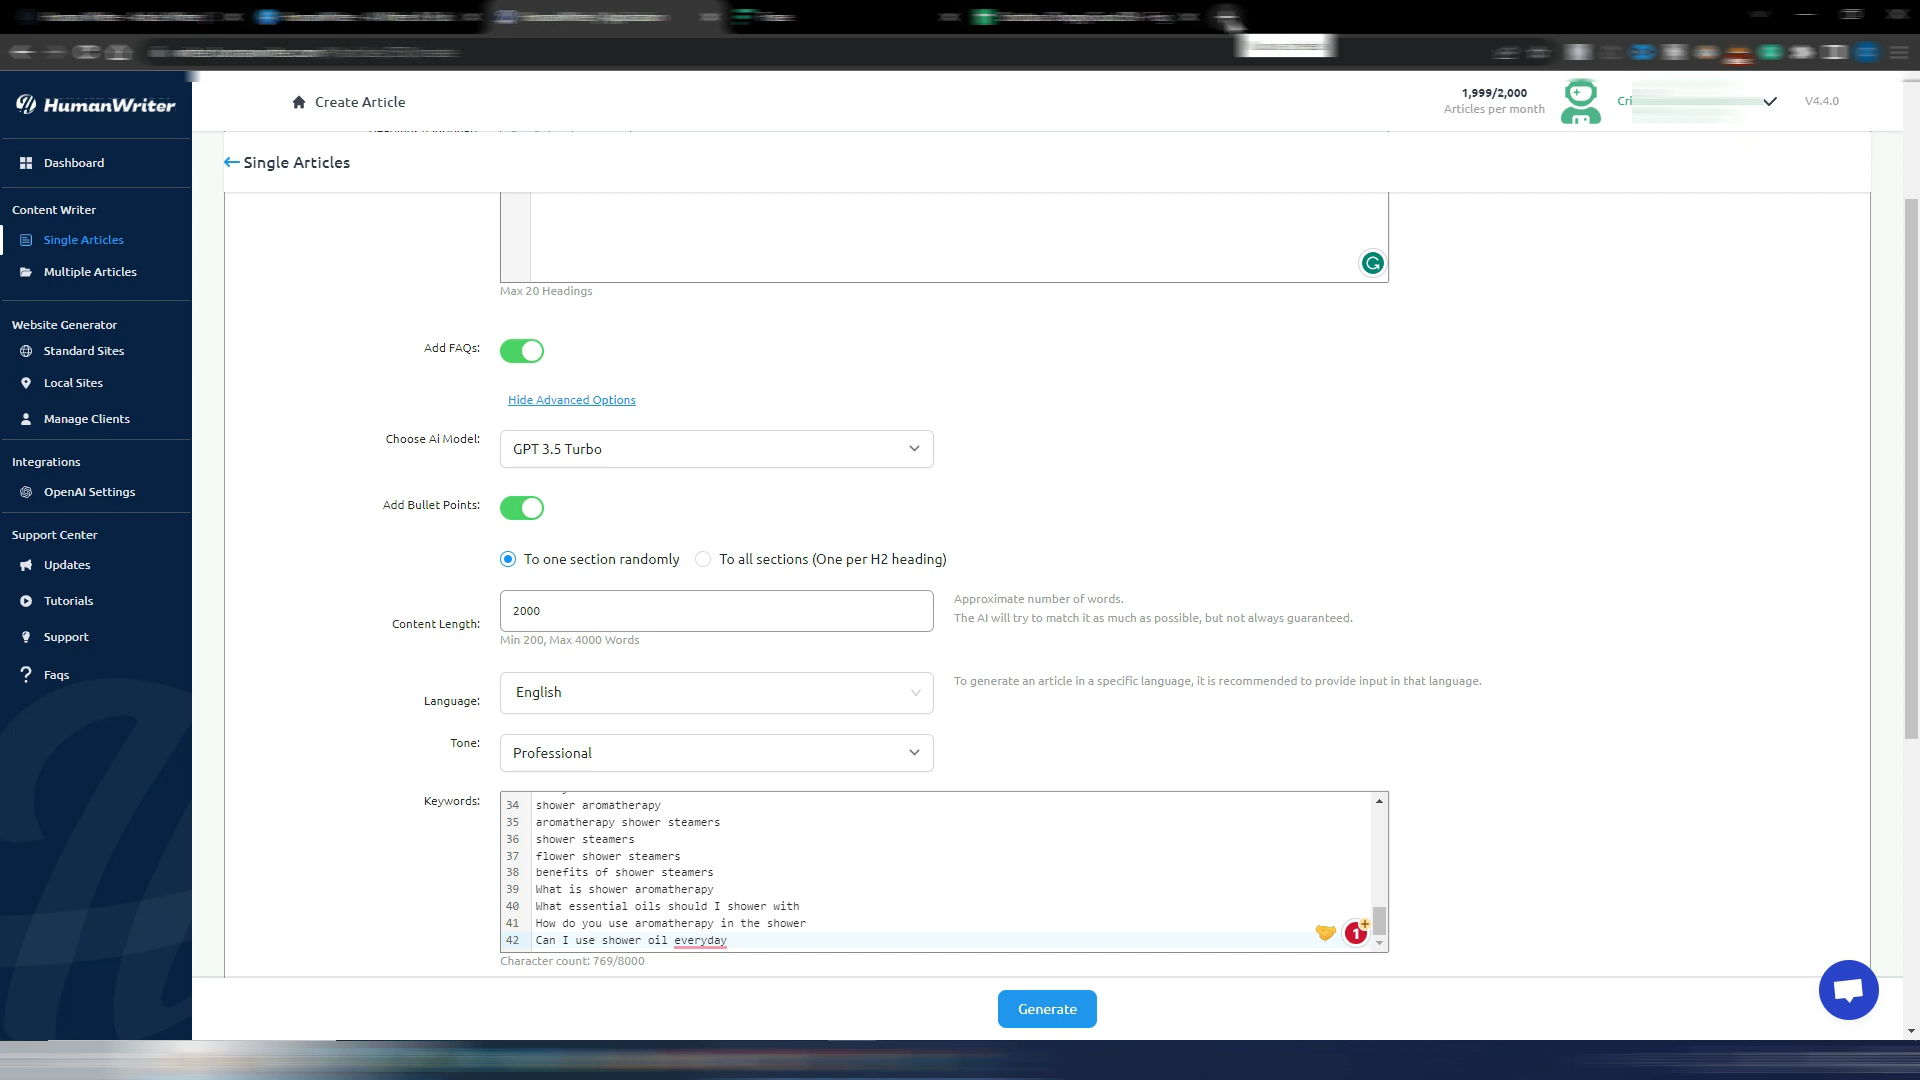 HumanWriter
Create Article
1,999/2,000
Articles per month
Cri
V4.4.0
Dashboard
Single Articles
Content Writer
Single Articles
Multiple Articles
Max 20 Headings
Website Generator
Standard Sites
Add FAQs:
Local Sites
Hide Advanced Options
Manage Clients
Choose Ai Model:
GPT 3.5 Turbo
Integrations
OpenAI Settings
Add Bullet Points:
Support Center
To one section randomly
To all sections (One per H2 heading)
Updates
Tutorials
Content Length:
2000
Approximate number of words.
The AI will try to match it as much as possible, but not always guaranteed.
Min 200, Max 4000 Words
Support
Faqs
Language:
English
To generate an article in a specific language, it is recommended to provide input in that language.
Tone:
Professional
Keywords:
34 shower aromatherapy
35 aromatherapy shower steamers
36 shower steamers
37 flower shower steamers
38 benefits of shower steamers
39 What is shower aromatherapy
40 What essential oils should I shower with
41 How do you use aromatherapy in the shower
42 Can I use shower oil everyday
1
Character count: 769/8000
Generate